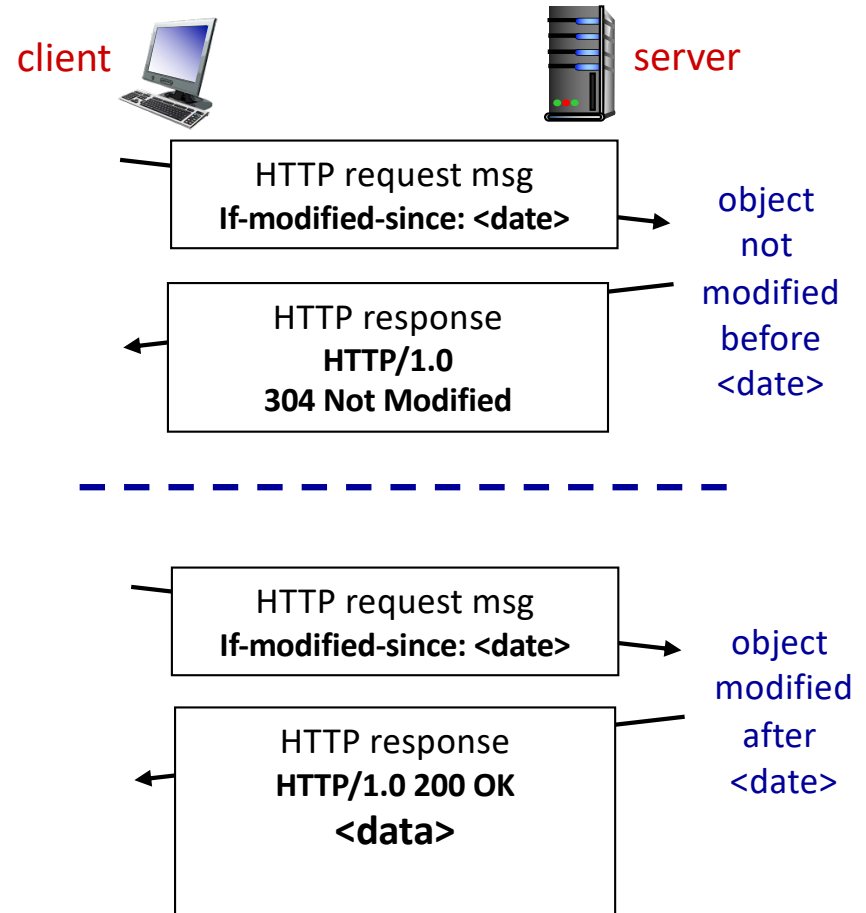 client
server
HTTP request msg
If-modified-since: <date>
object
not
modified
before
<date>
HTTP response
HTTP/1.0
304 Not Modified
HTTP request msg
If-modified-since: <date>
object
modified
after
<date>
HTTP response
HTTP/1.0 200 OK
<data>